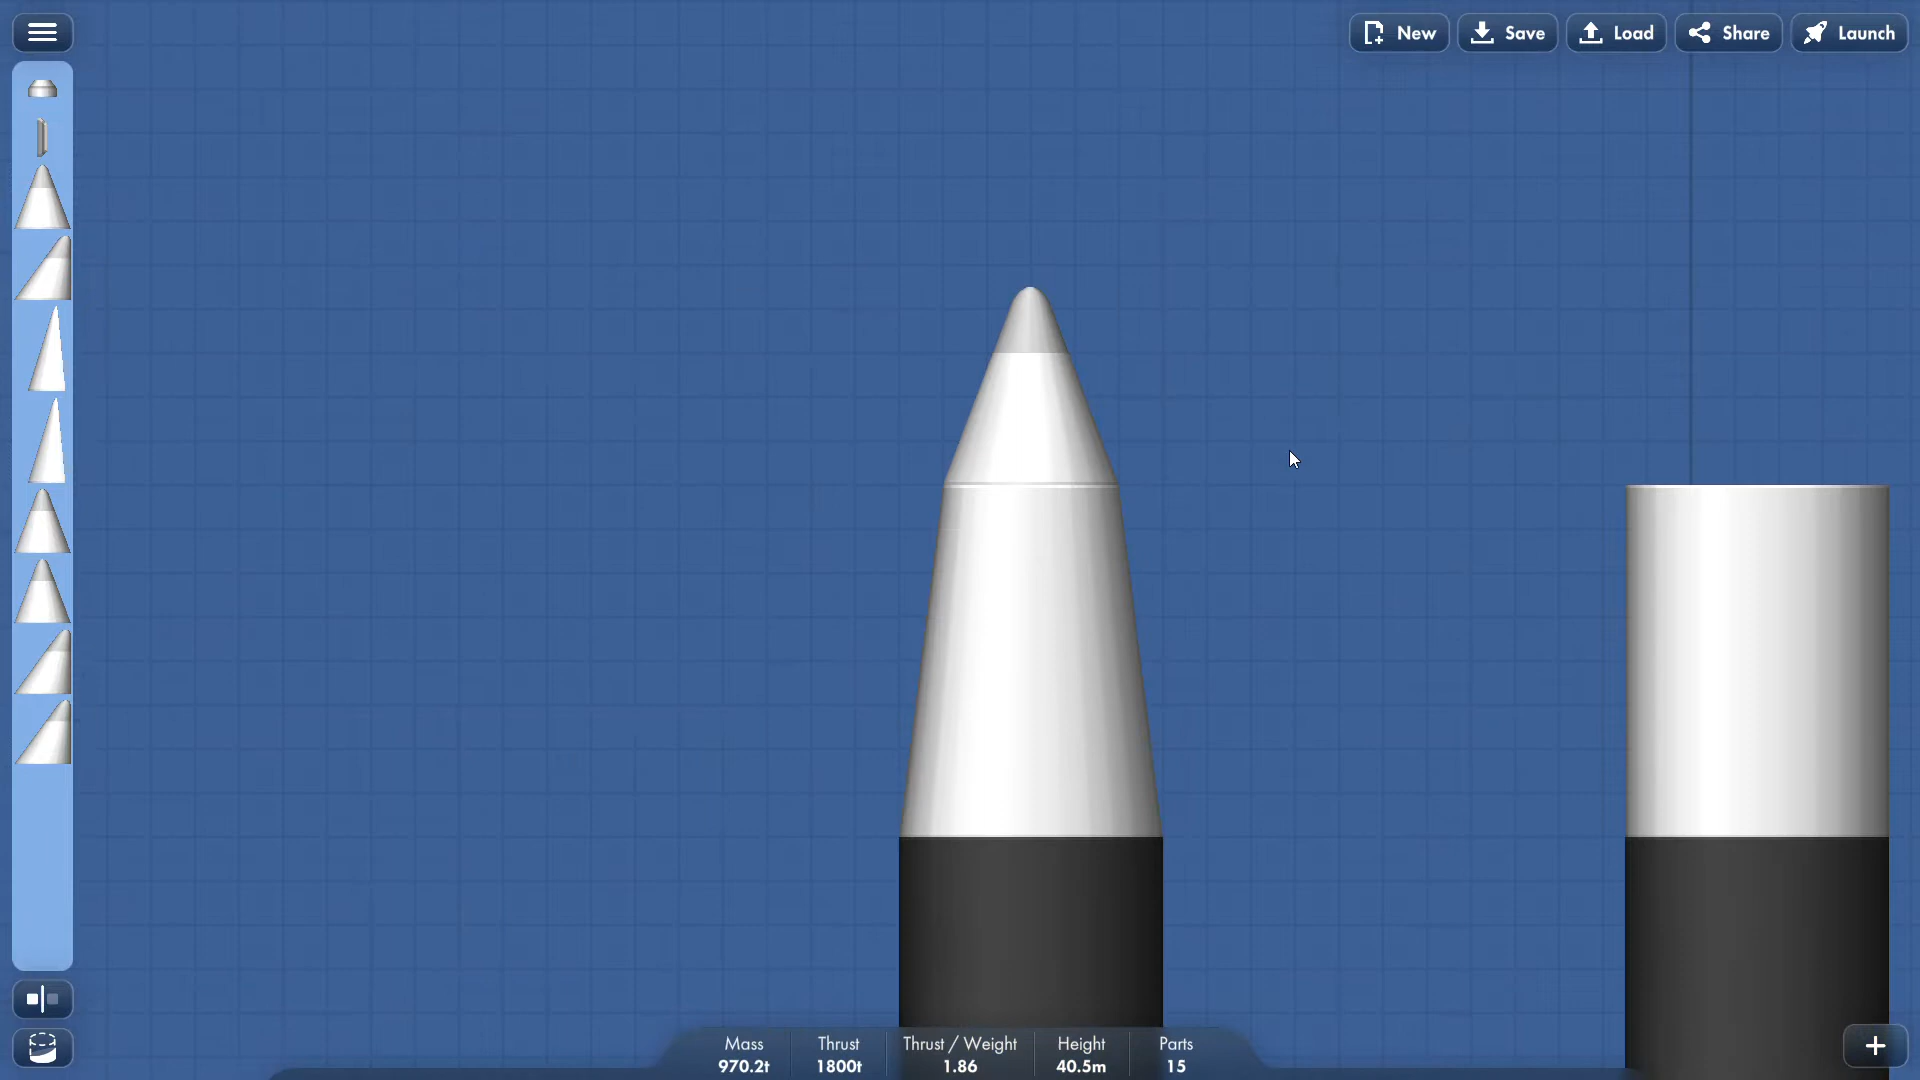 New
Save
Load
Share
Launch
Mass
Thrust
Thrust / Weight
Height
Parts
970.2t
1800t
1.86
40.5m
15